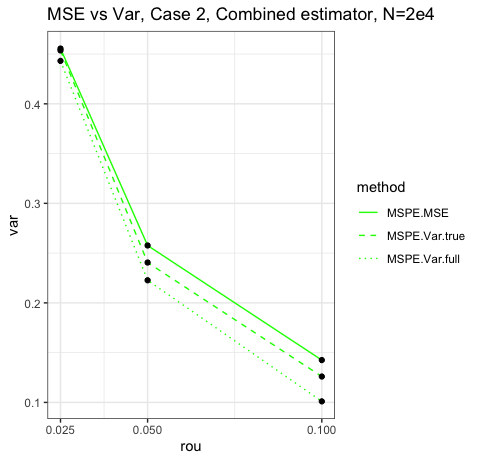 MSE vs Var, Case 2, Combined estimator, N=2e4
var
0.4
0.3
0.2
0.1
0.025
0.050
0.100
rou
method
MSPE.MSE
MSPE.Var.true
MSPE.Var.full